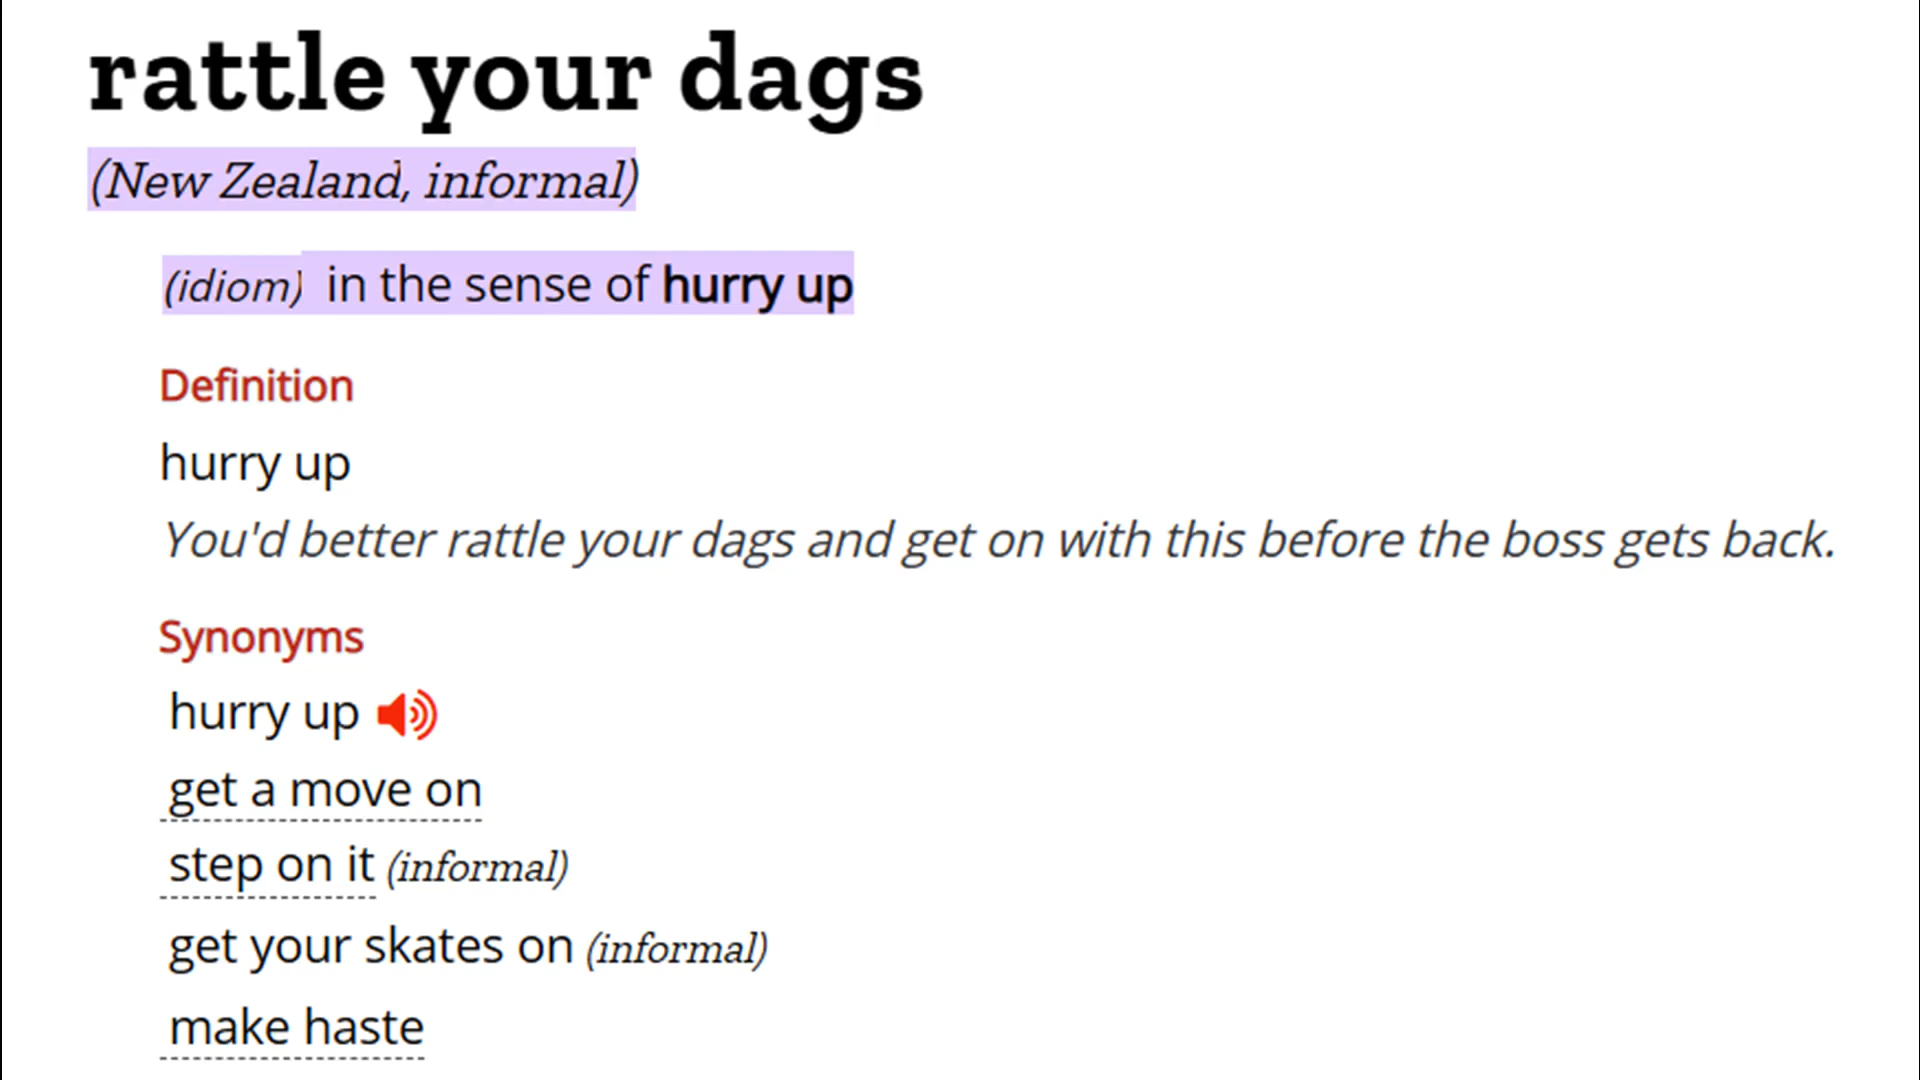 rattle your dags
(New Zealand, informal)
(idiom) in the sense of hurry up
Definition
hurry up
You'd better rattle your dags and get on with this before the boss gets back.
Synonyms
hurry up
get a move on
step on it (informal)
get your skates on (informal)
make haste